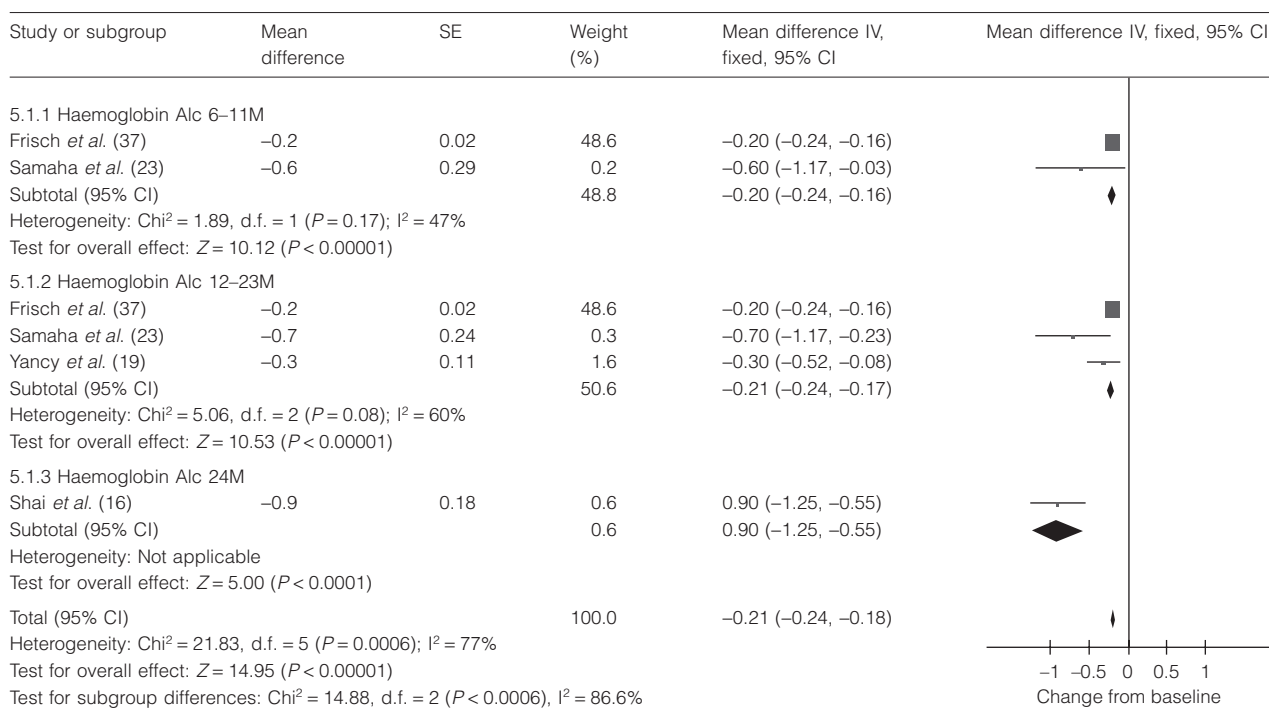 Study or subgroup Mean difference SE Weight (%) Mean difference IV, fixed, 95% CI Mean difference IV, fixed, 95% CI
5.1.1 Haemoglobin Alc 6–11M
Frisch et al. (37) –0.2 0.02 48.6 –0.20 (–0.24, –0.16)
Samaha et al. (23) –0.6 0.29 0.2 –0.60 (–1.17, –0.03)
Subtotal (95% CI) 48.8 –0.20 (–0.24, –0.16)
Heterogeneity: Chi² = 1.89, d.f. = 1 (P = 0.17); I² = 47%
Test for overall effect: Z = 10.12 (P < 0.00001)
5.1.2 Haemoglobin Alc 12–23M
Frisch et al. (37) –0.2 0.02 48.6 –0.20 (–0.24, –0.16)
Samaha et al. (23) –0.7 0.24 0.3 –0.70 (–1.17, –0.23)
Yancy et al. (19) –0.3 0.11 1.6 –0.30 (–0.52, –0.08)
Subtotal (95% CI) 50.6 –0.21 (–0.24, –0.17)
Heterogeneity: Chi² = 5.06, d.f. = 2 (P = 0.08); I² = 60%
Test for overall effect: Z = 10.53 (P < 0.00001)
5.1.3 Haemoglobin Alc 24M
Shai et al. (16) –0.9 0.18 0.6 0.90 (–1.25, –0.55)
Subtotal (95% CI) 0.6 0.90 (–1.25, –0.55)
Heterogeneity: Not applicable
Test for overall effect: Z = 5.00 (P < 0.0001)
Total (95% CI) 100.0 –0.21 (–0.24, –0.18)
Heterogeneity: Chi² = 21.83, d.f. = 5 (P = 0.0006); I² = 77%
Test for overall effect: Z = 14.95 (P < 0.00001)
Test for subgroup differences: Chi² = 14.88, d.f. = 2 (P < 0.0006), I² = 86.6%
–1 –0.5 0 0.5 1
Change from baseline